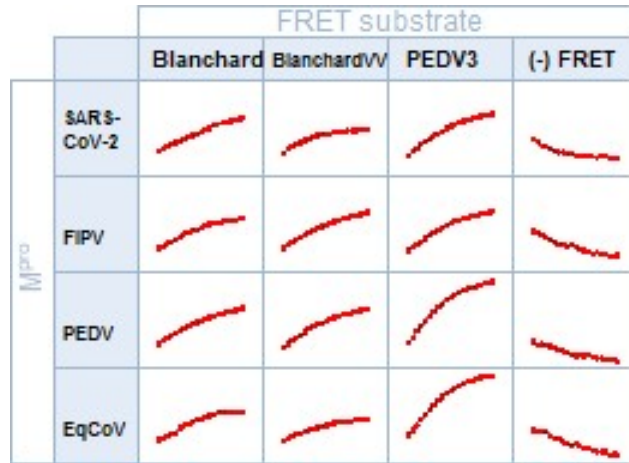 FRET substrate
Blanchard BlanchardVV PEDV3 (-) FRET
SARS-
CoV-2
FIPV
PEDV
EqCoV
Mpro